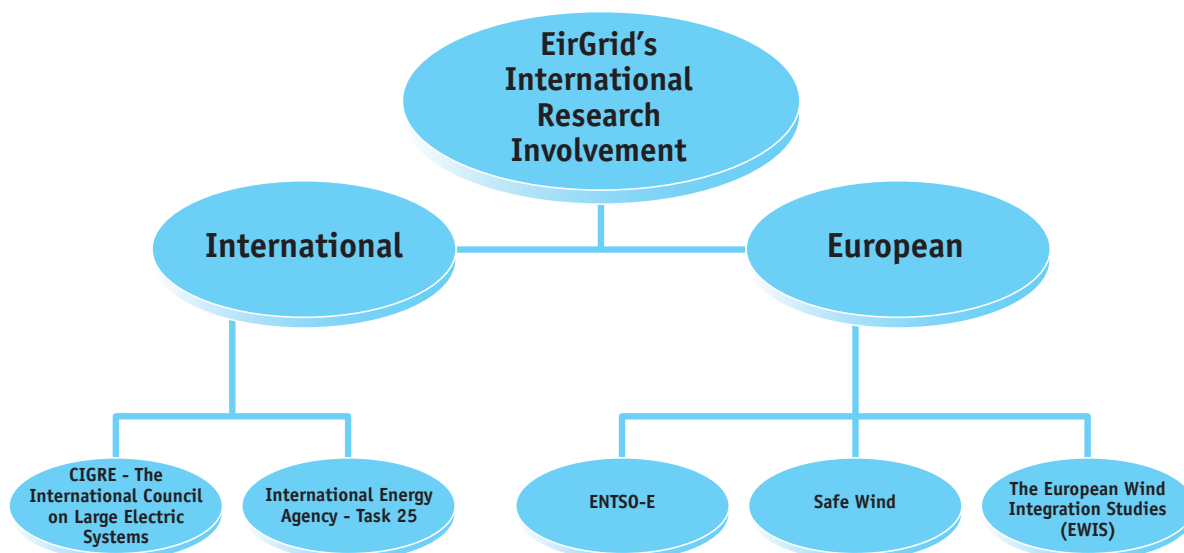 EirGrid's
International
Research
Involvement
International
European
CIGRE - The
International Council
on Large Electric
Systems
International Energy
Agency - Task 25
ENTSO-E
Safe Wind
The European Wind
Integration Studies
(EWIS)